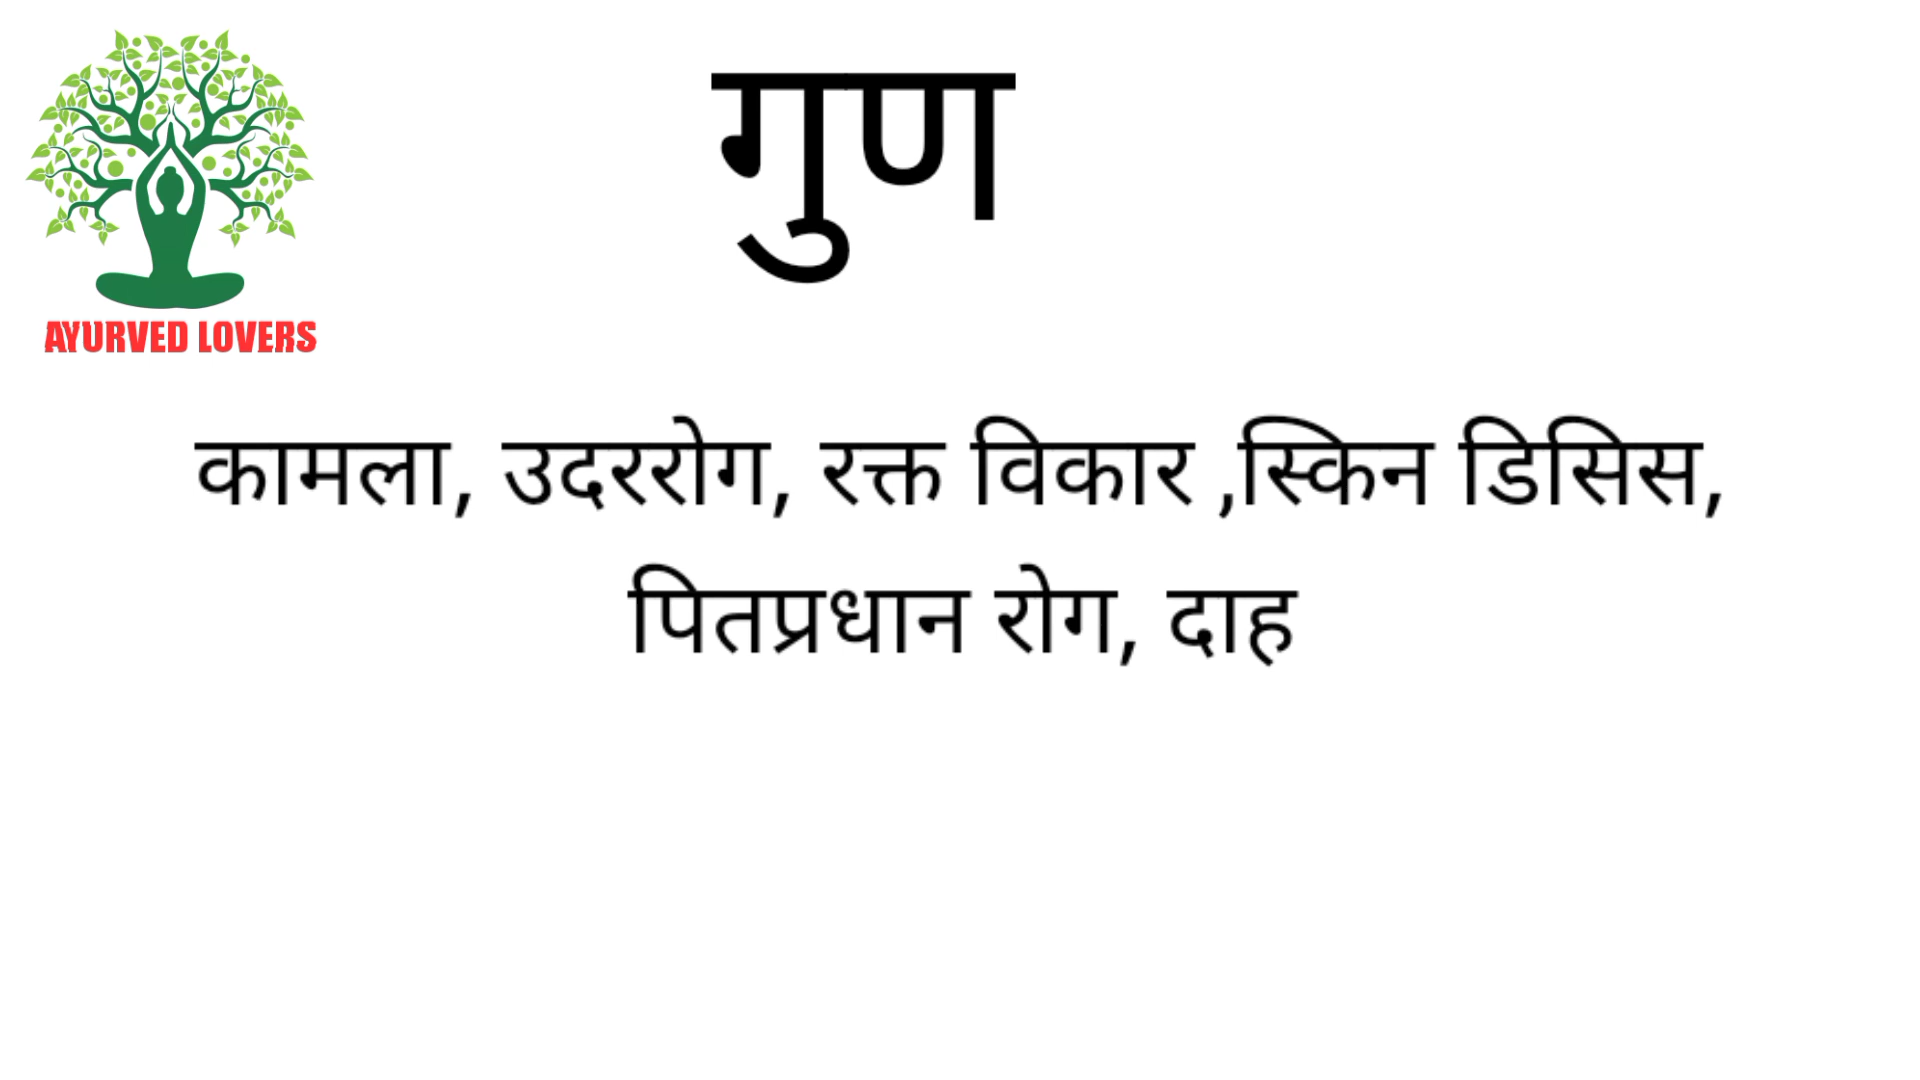 गुण
AYURVED LOVERS
कामला, उदररोग, रक्त विकार ,स्किन डिसिस,
पितप्रधान रोग, दाह